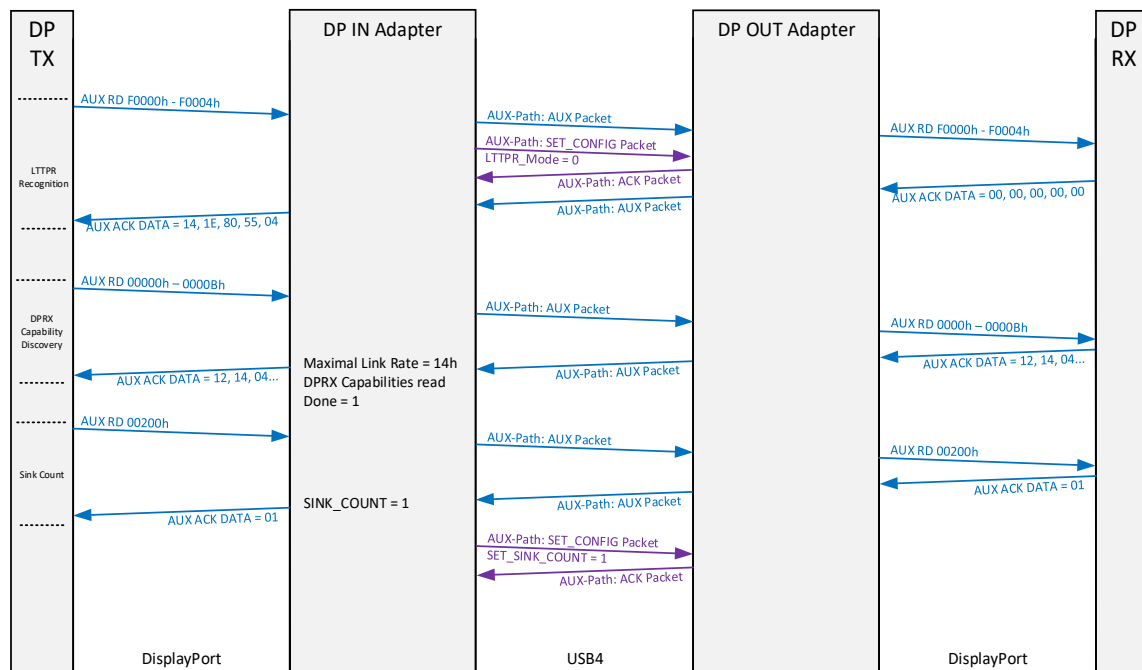 DP
TX
DP IN Adapter
DP OUT Adapter
DP
RX
AUX RD F0000h - F0004h
AUX-Path: AUX Packet
AUX RD F0000h - F0004h
AUX-Path: SET_CONFIG Packet
LTTPR_Mode = 0
LTTPR
Recognition
AUX-Path: ACK Packet
AUX ACK DATA = 00, 00, 00, 00, 00
AUX-Path: AUX Packet
AUX ACK DATA = 14, 1E, 80, 55, 04
AUX RD 00000h – 0000Bh
AUX-Path: AUX Packet
DPRX
Capability
Discovery
AUX RD 0000h – 0000Bh
Maximal Link Rate = 14h
DPRX Capabilities read
Done = 1
AUX-Path: AUX Packet
AUX ACK DATA = 12, 14, 04...
AUX ACK DATA = 12, 14, 04...
AUX RD 00200h
AUX-Path: AUX Packet
AUX RD 00200h
Sink Count
AUX ACK DATA = 01
SINK_COUNT = 1
AUX-Path: AUX Packet
AUX ACK DATA = 01
AUX-Path: SET_CONFIG Packet
SET_SINK_COUNT = 1
AUX-Path: ACK Packet
DisplayPort
USB4
DisplayPort